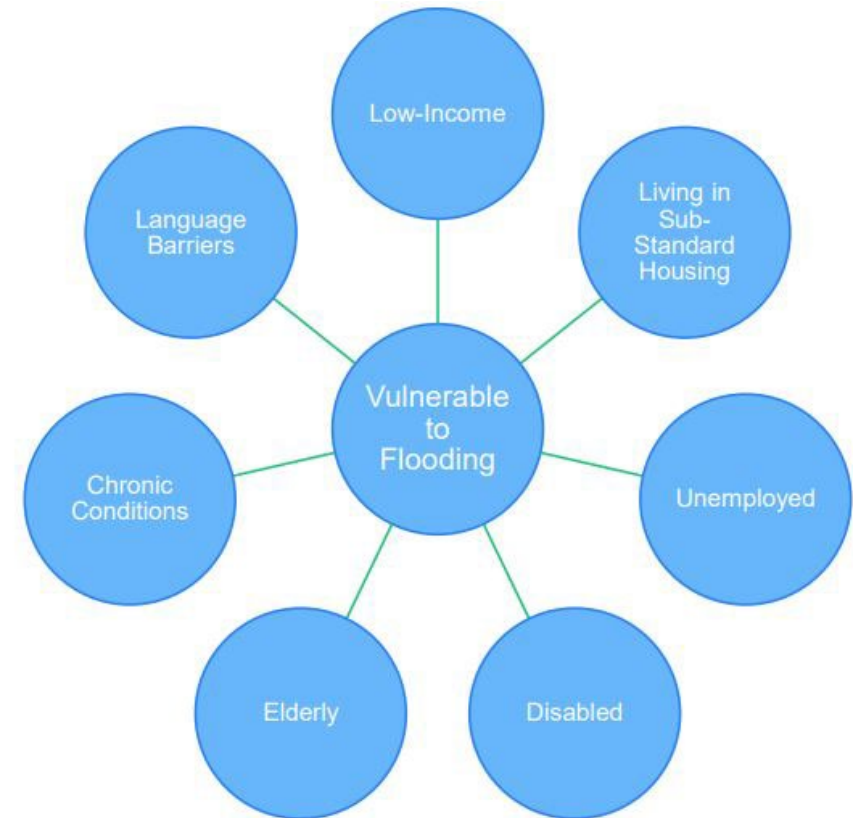 Low-Income
Living in
Sub-
Standard
Housing
Language
Barriers
Vulnerable
to
Flooding
Chronic
Conditions
Unemployed
Elderly
Disabled